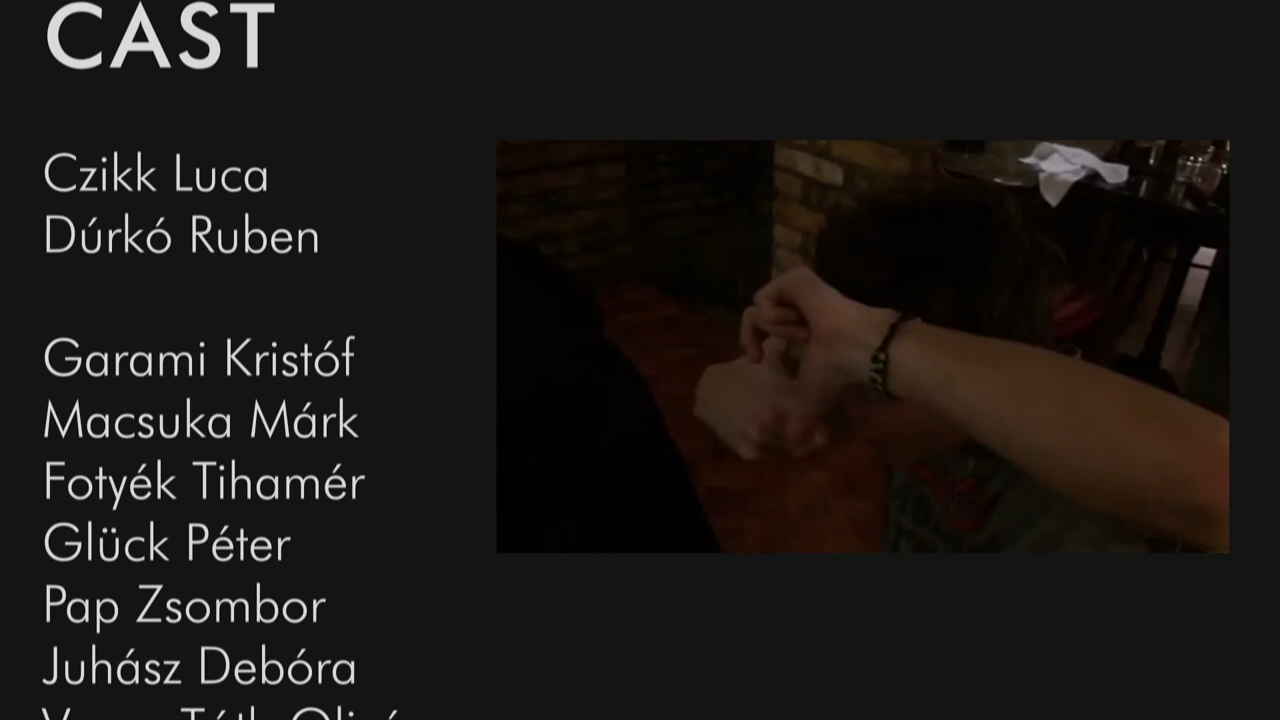 CAST
Czikk Luca
Dúrkó Ruben
Garami Kristóf
Macsuka Márk
Fotyék Tihamér
Glück Péter
Pap Zsombor
Juhász Debóra